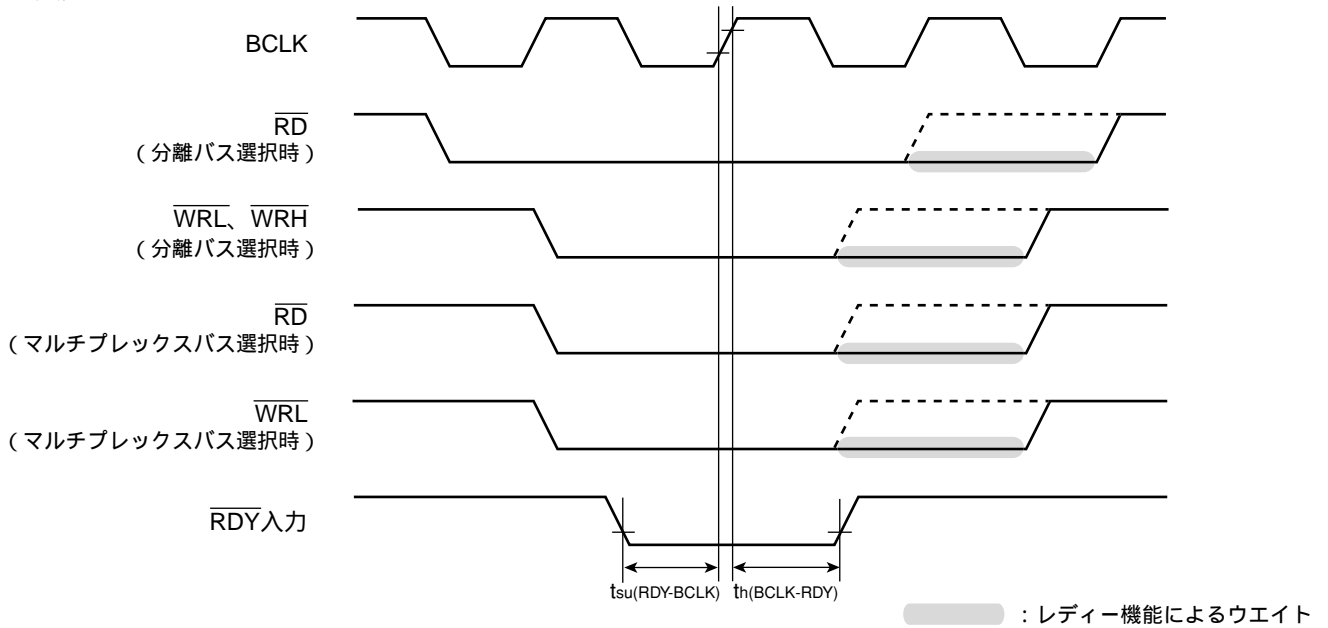 BCLK
RD
(分離バス選択時)
WRL、WRH
(分離バス選択時)
RD
(マルチプレックスバス選択時)
WRL
(マルチプレックスバス選択時)
RDY入力
tsu(RDY-BCLK) th(BCLK-RDY)
:レディー機能によるウエイト